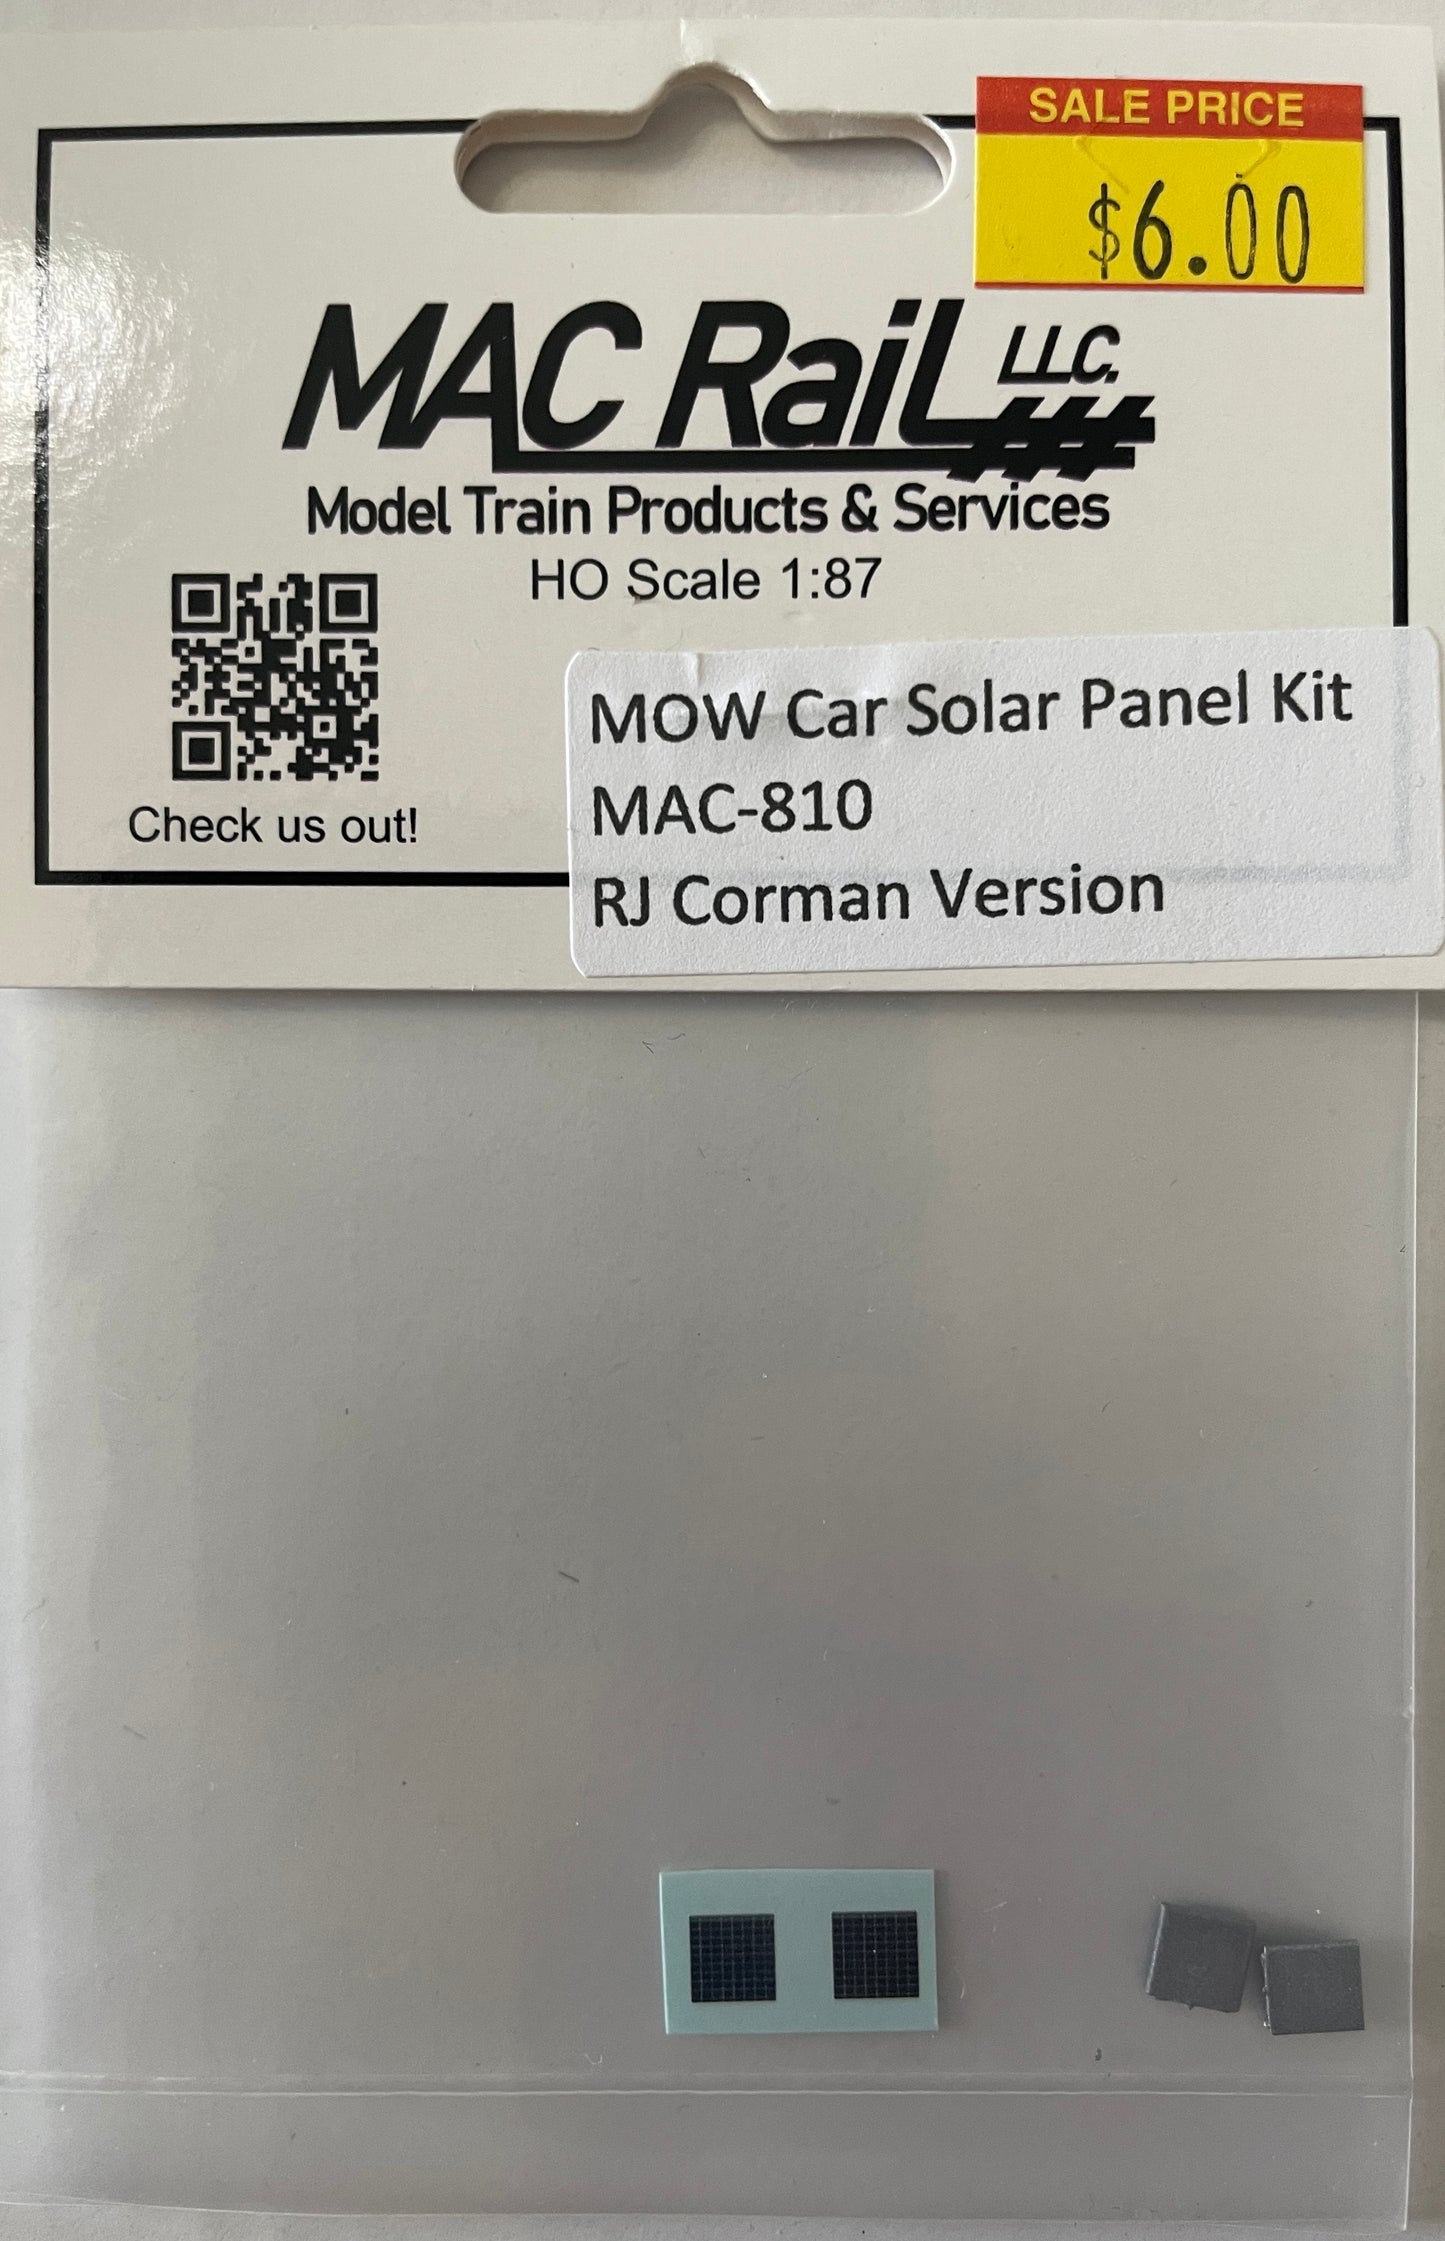 SALE PRICE
$6.00
MAC RaiL LLC.
Model Train Products & Services
HO Scale 1:87
MOW Car Solar Panel Kit
MAC-810
RJ Corman Version
Check us out!